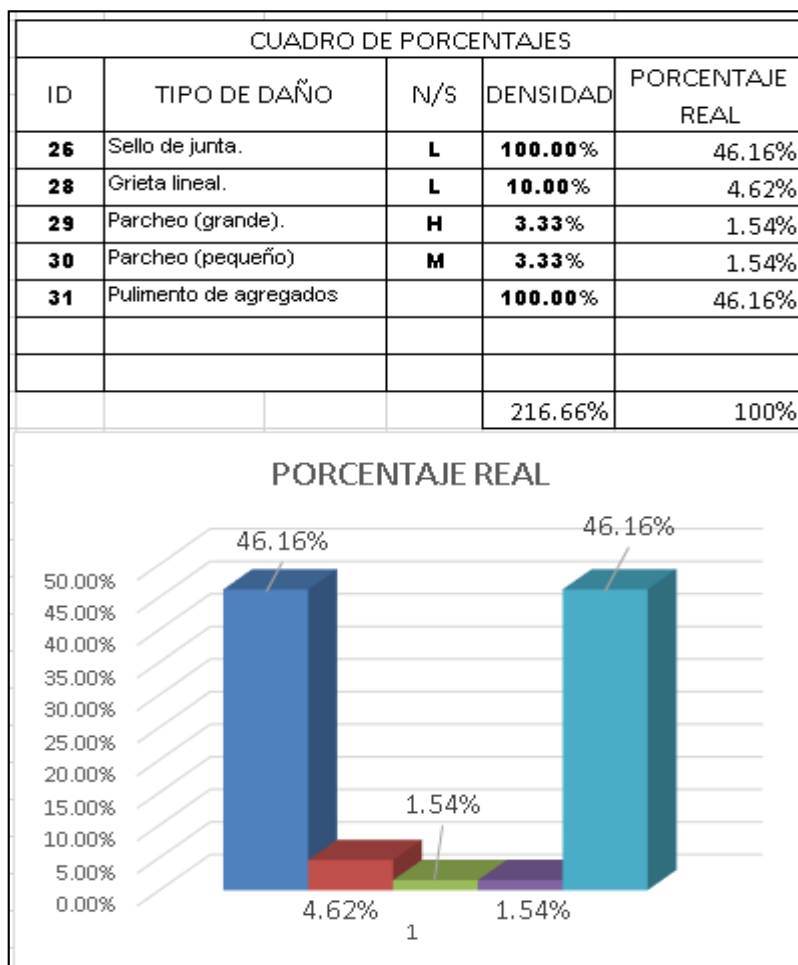 CUADRO DE PORCENTAJES
ID TIPO DE DAÑO N/S DENSIDAD PORCENTAJE REAL
26 Sello de junta. L 100.00% 46.16%
28 Grieta lineal. L 10.00% 4.62%
29 Parcheo (grande). H 3.33% 1.54%
30 Parcheo (pequeño) M 3.33% 1.54%
31 Pulimento de agregados 100.00% 46.16%
216.66% 100%
PORCENTAJE REAL
46.16% 46.16%
50.00%
45.00%
40.00%
35.00%
30.00%
25.00%
20.00%
15.00%
1.54%
10.00%
5.00%
0.00%
4.62% 1.54%
1